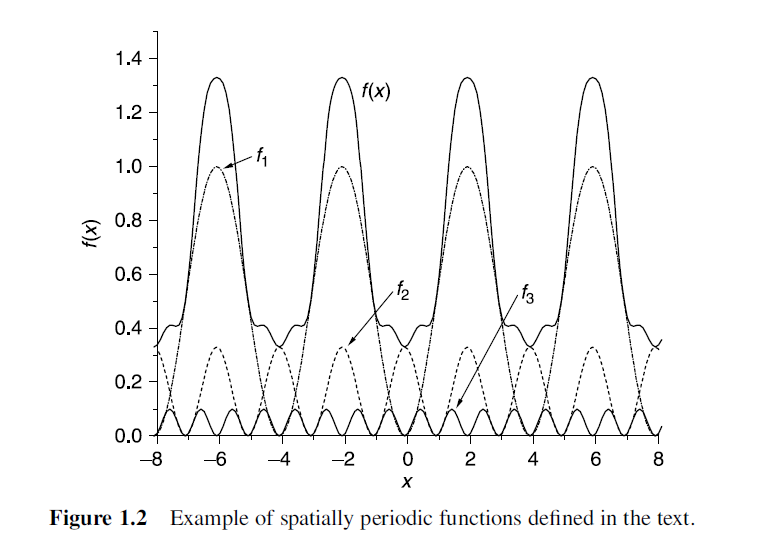 1.4
f(x)
1.2
f1
1.0
0.8
f(x)
0.6
f2
f3
0.4
0.2
0.0
–8 –6 –4 –2 0 2 4 6 8
x
Figure 1.2 Example of spatially periodic functions defined in the text.